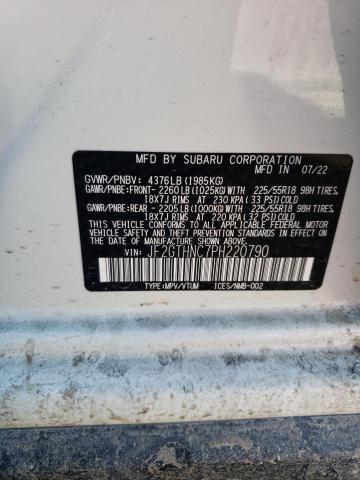 MFD BY SUBARU CORPORATION 07/22
GVWR/PNBV: 4376LB (1985KG)
GAWR/PNBE:FRONT- 2260LB (1025KG)WITH 225/55R18 98H TIRES,
18X7J RIMS AT 230 KPA ( 33 PSI)COLD
GAWR/PNBE:REAR - 2205LB (1000KG)WITH 225/55R18 98H TIRES,
18X7J RIMS AT 220 KPA ( 32 PSI)COLD
THIS VEHICLE CONFORMS TO ALL APPLICABLE FEDERAL MOTOR
VEHICLE SAFETY, BUMPER, AND THEFT PREVENTION STANDARDS
IN EFFECT ON THE DATE OF MANUFACTURE SHOWN ABOVE.
VIN: JF2GTHNC7PH220790
TYPE:MPV/VTUM ICES/NMB-002